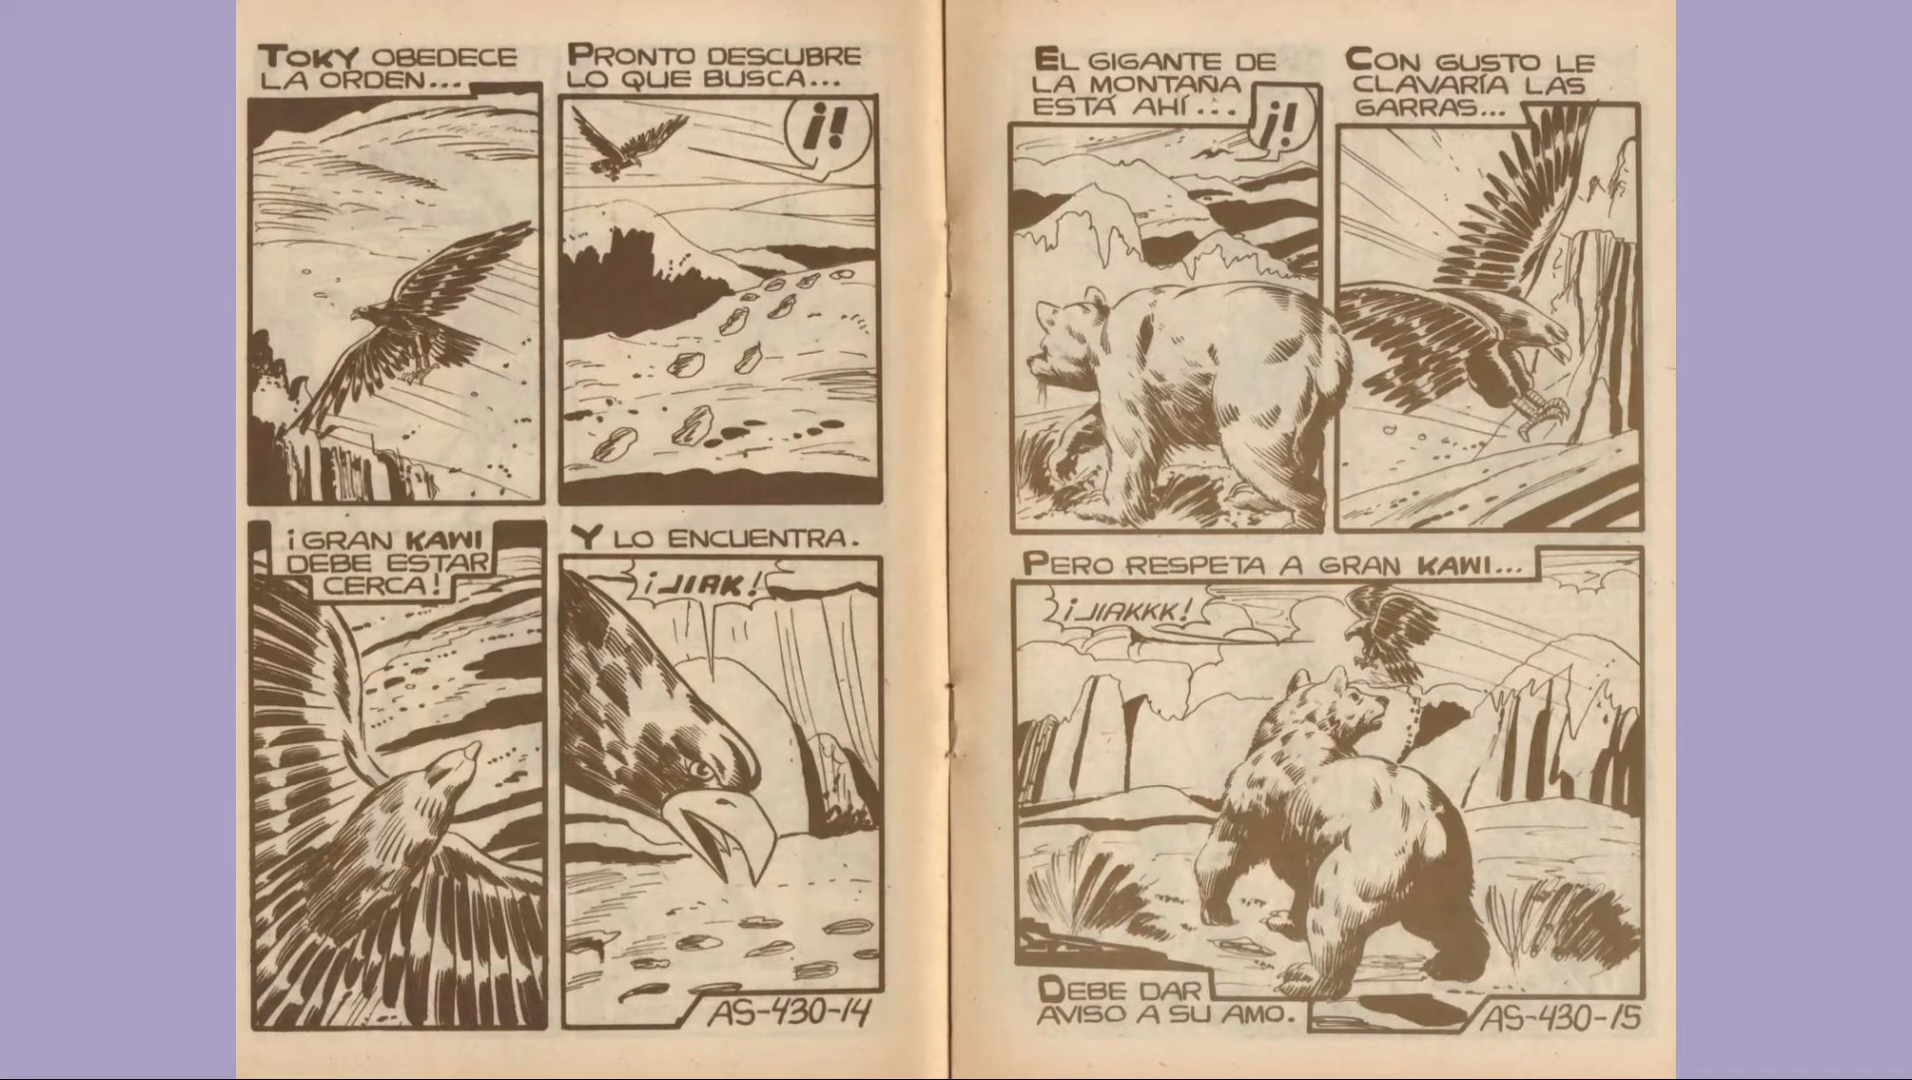 TOKY OBEDECE
LA ORDEN...
PRONTO DESCUBRE
LO QUE BUSCA...
¡!
¡GRAN KAWI
DEBE ESTAR
CERCA!
Y LO ENCUENTRA.
¡JIAK!
AS-430-14
EL GIGANTE DE
LA MONTAÑA
ESTÁ AHÍ...
¡!
CON GUSTO LE
CLAVARÍA LAS
GARRAS...
PERO RESPETA A GRAN KAWI...
¡JIAKKK!
DEBE DAR
AVISO A SU AMO.
AS-430-15